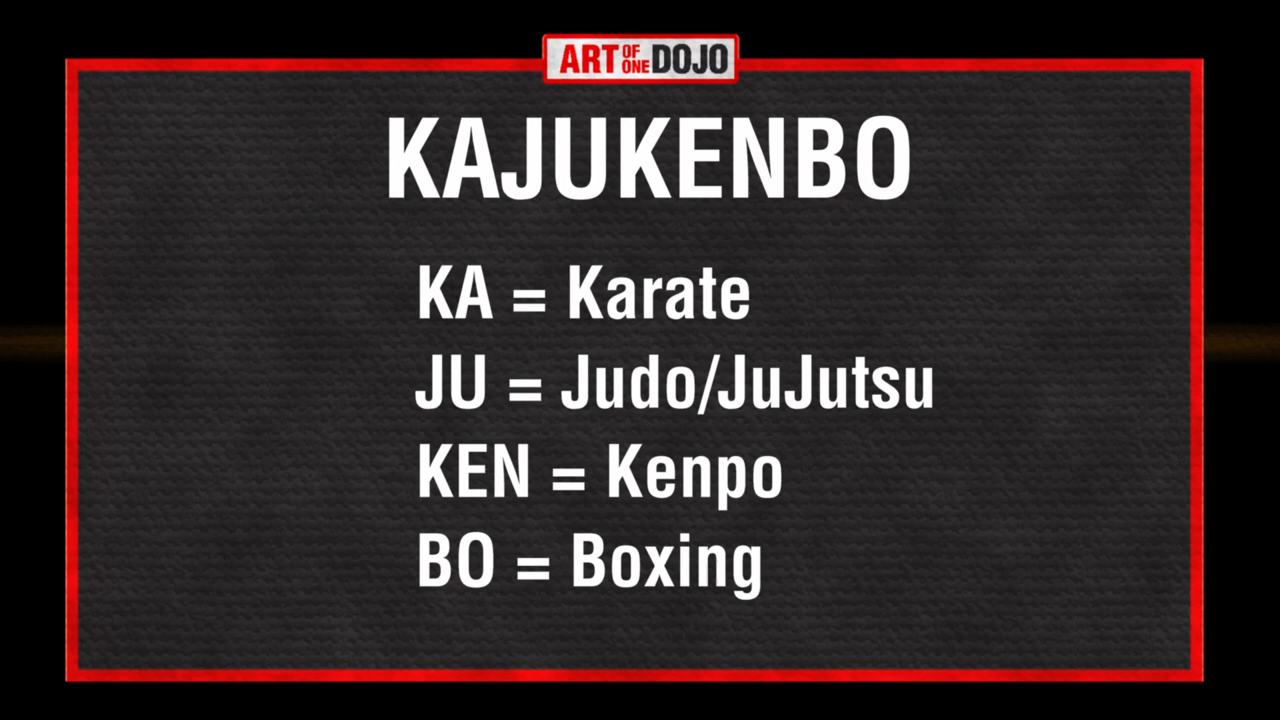 ART OF ONE DOJO
KAJUKENBO
KA = Karate
JU = Judo/JuJutsu
KEN = Kenpo
BO = Boxing